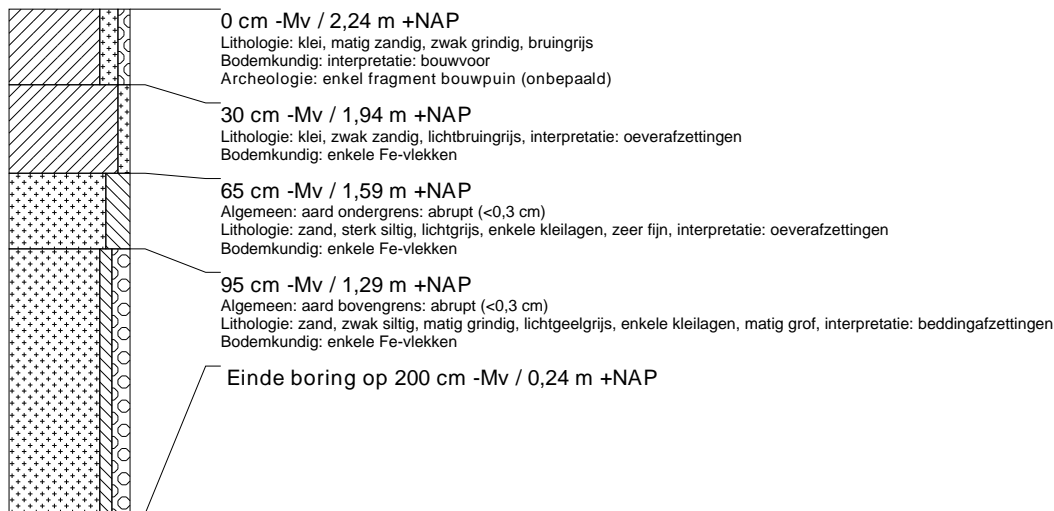 0 cm -Mv / 2,24 m +NAP
Lithologie: klei, matig zandig, zwak grindig, bruingrijs
Bodemkundig: interpretatie: bouwvoor
Archeologie: enkel fragment bouwpuin (onbepaald)
30 cm -Mv / 1,94 m +NAP
Lithologie: klei, zwak zandig, lichtbruingrijs, interpretatie: oeverafzettingen
Bodemkundig: enkele Fe-vlekken
65 cm -Mv / 1,59 m +NAP
Algemeen: aard ondergrens: abrupt (<0,3 cm)
Lithologie: zand, sterk siltig, lichtgrijs, enkele kleilagen, zeer fijn, interpretatie: oeverafzettingen
Bodemkundig: enkele Fe-vlekken
95 cm -Mv / 1,29 m +NAP
Algemeen: aard bovengrens: abrupt (<0,3 cm)
Lithologie: zand, zwak siltig, matig grindig, lichtgeelgrijs, enkele kleilagen, matig grof, interpretatie: beddingafzettingen
Bodemkundig: enkele Fe-vlekken
Einde boring op 200 cm -Mv / 0,24 m +NAP